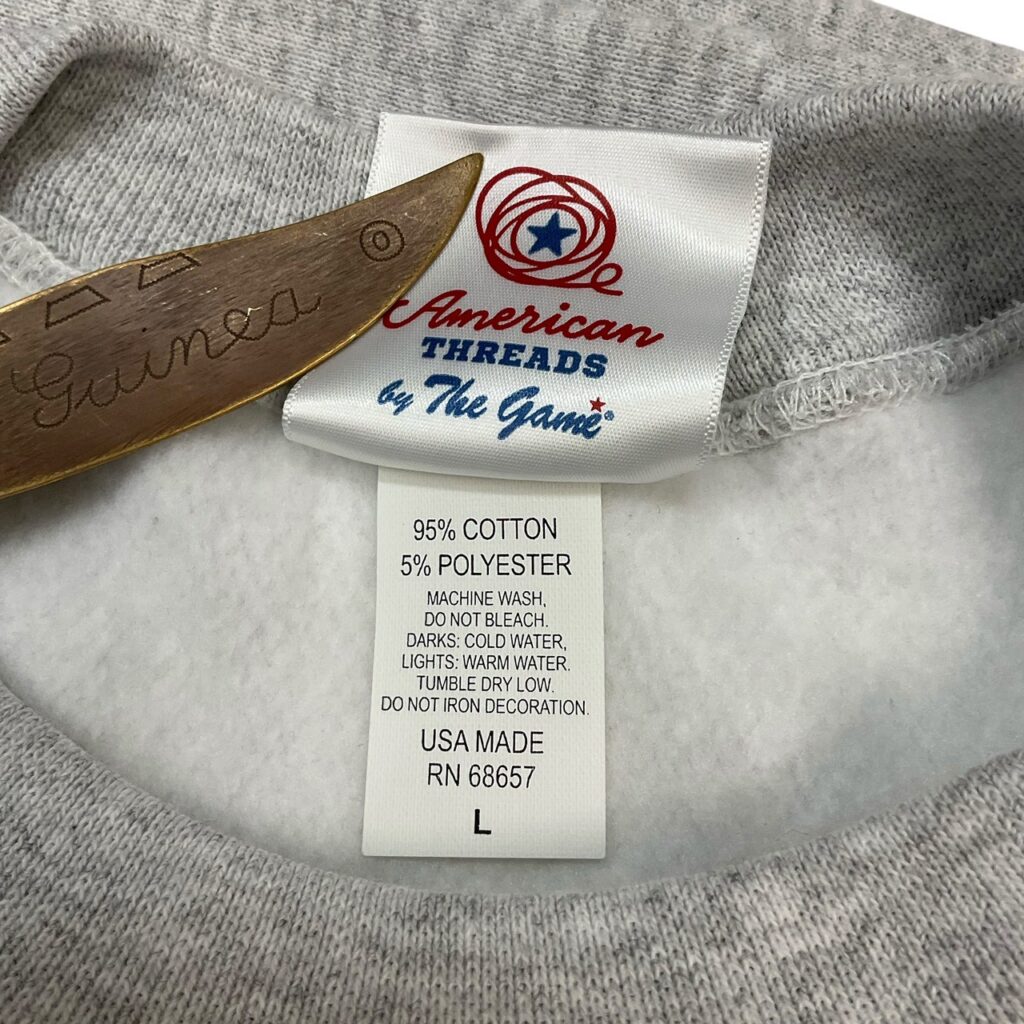 Guinea
American
THREADS
by The Game®
95% COTTON
5% POLYESTER
MACHINE WASH,
DO NOT BLEACH.
DARKS: COLD WATER,
LIGHTS: WARM WATER.
TUMBLE DRY LOW.
DO NOT IRON DECORATION.
USA MADE
RN 68657
L